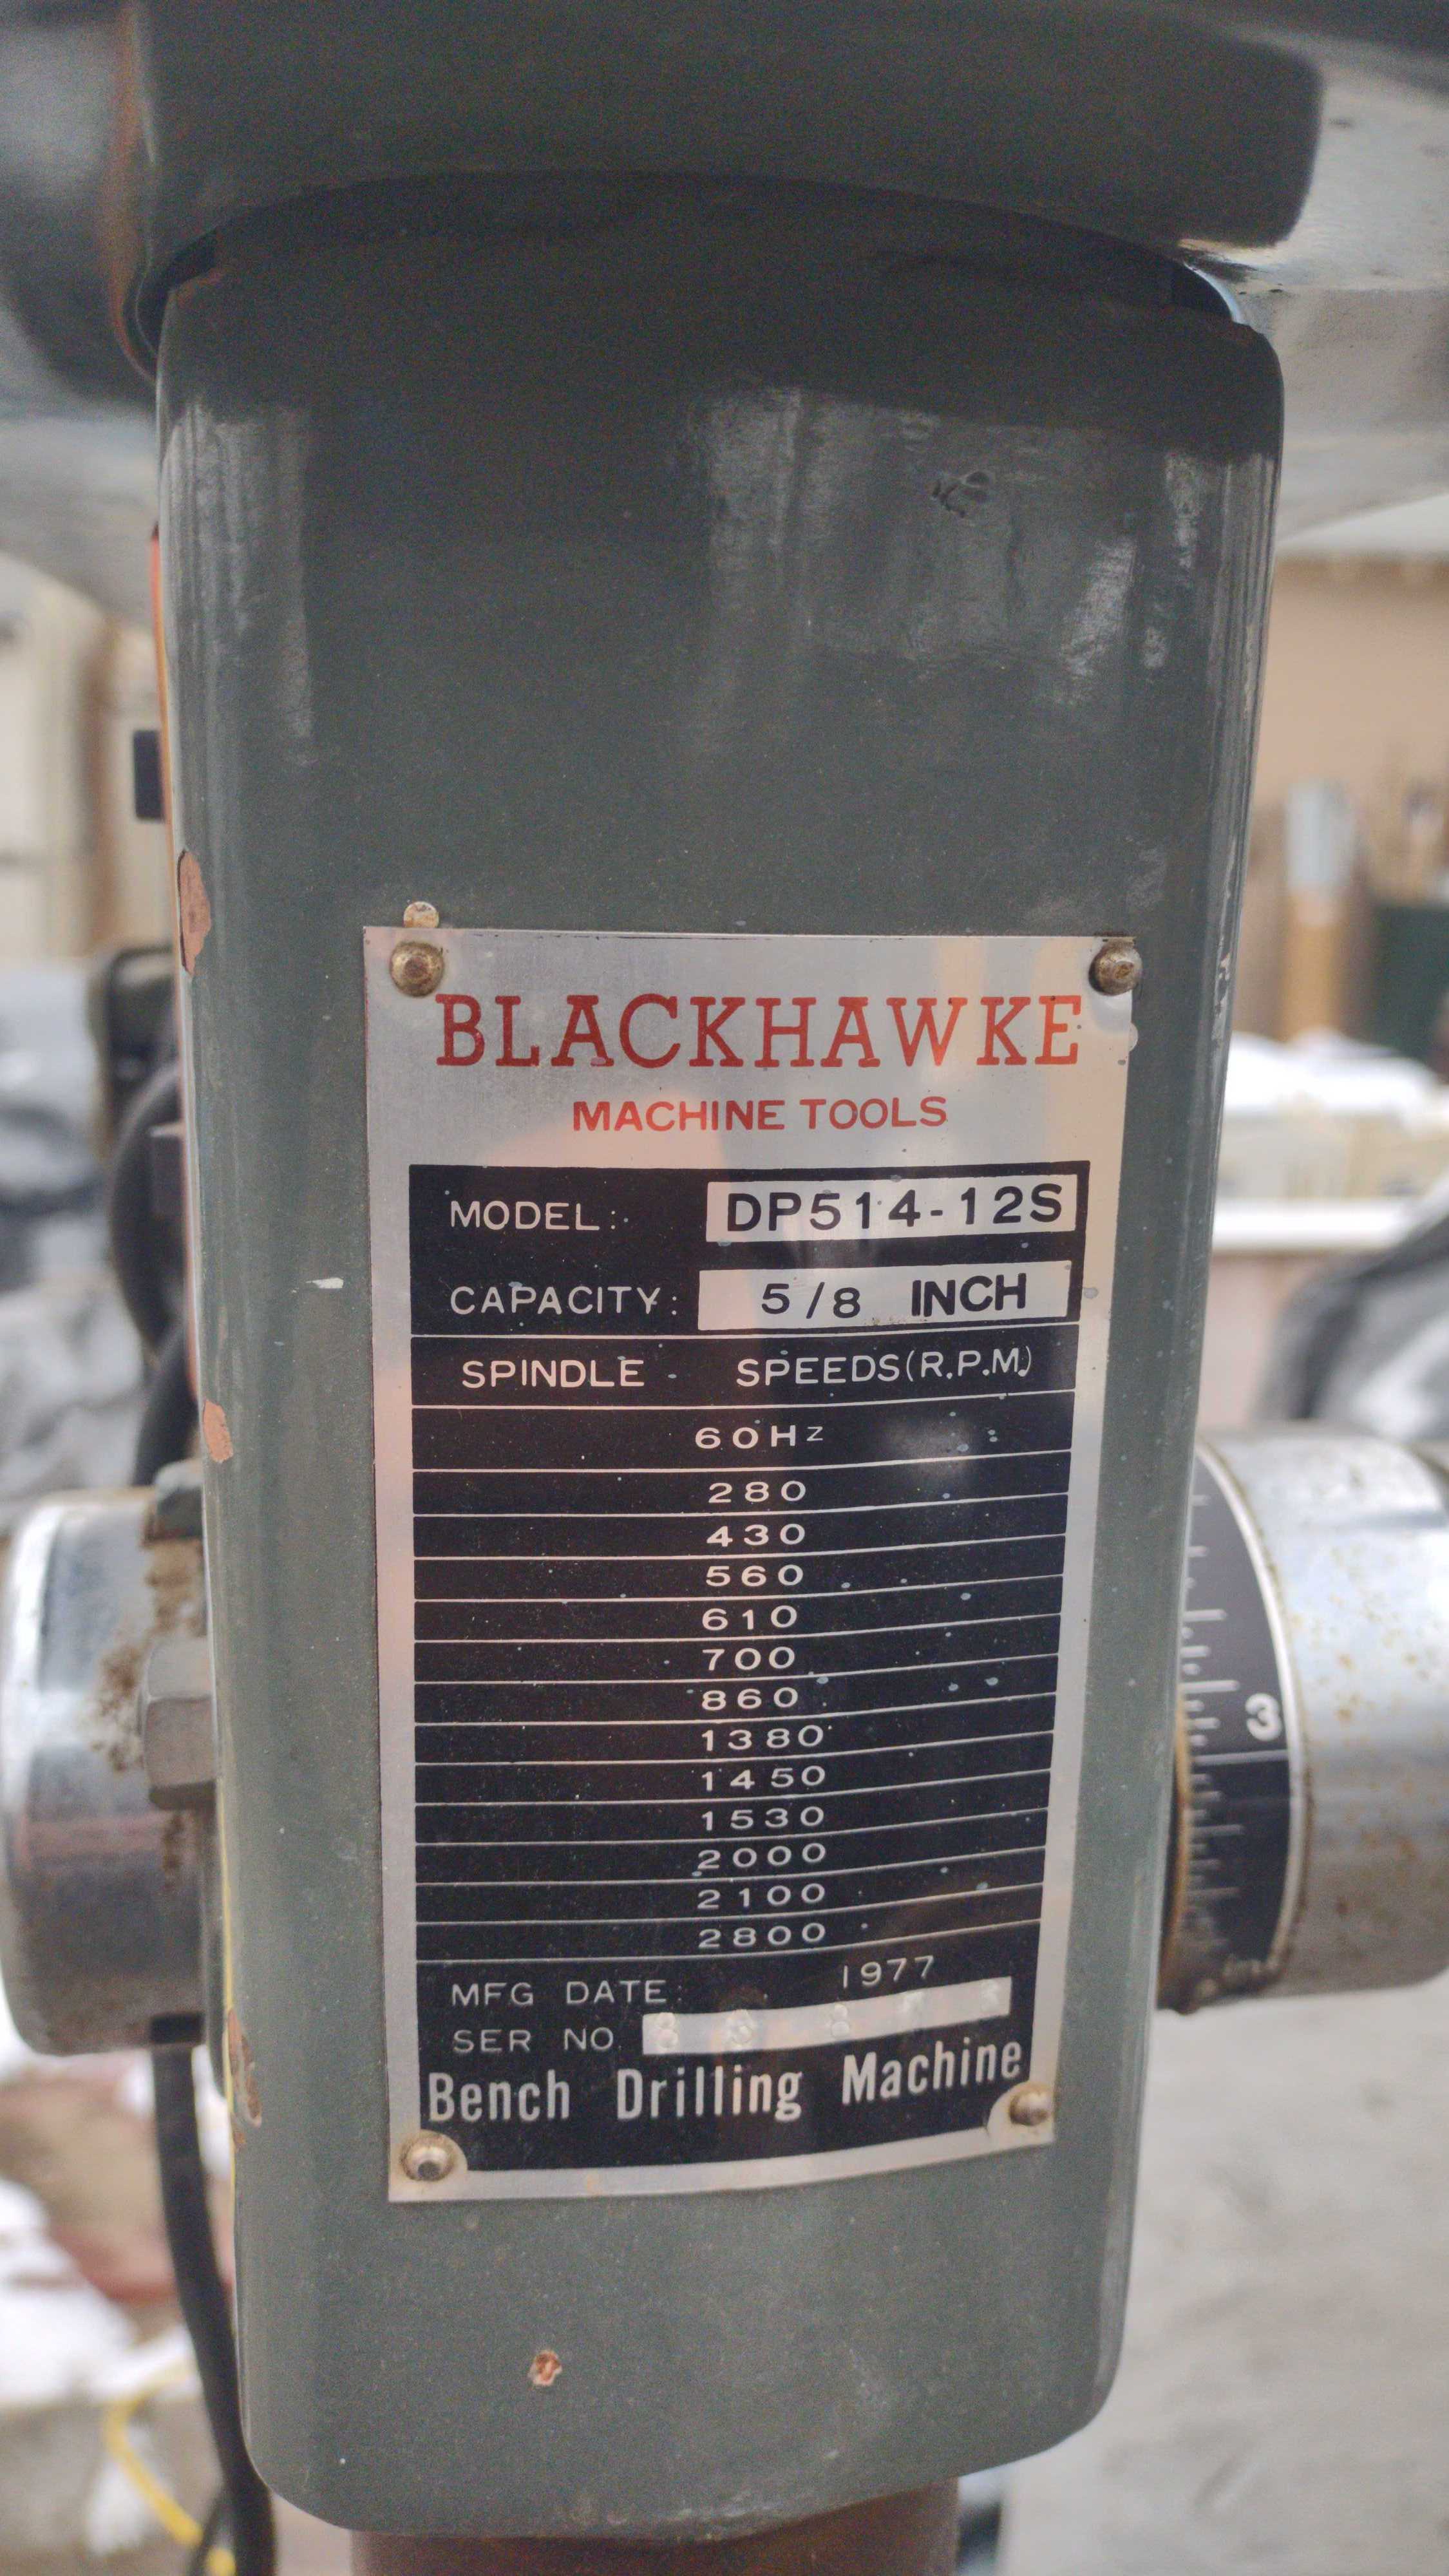 BLACKHAWKE
MACHINE TOOLS
MODEL: DP514-12S
CAPACITY: 5/8 INCH
SPINDLE SPEEDS(R.P.M.)
60Hz
280
430
560
610
700
860
1380
1450
1530
2000
2100
2800
MFG DATE: 1977
SER NO.
Bench Drilling Machine
3